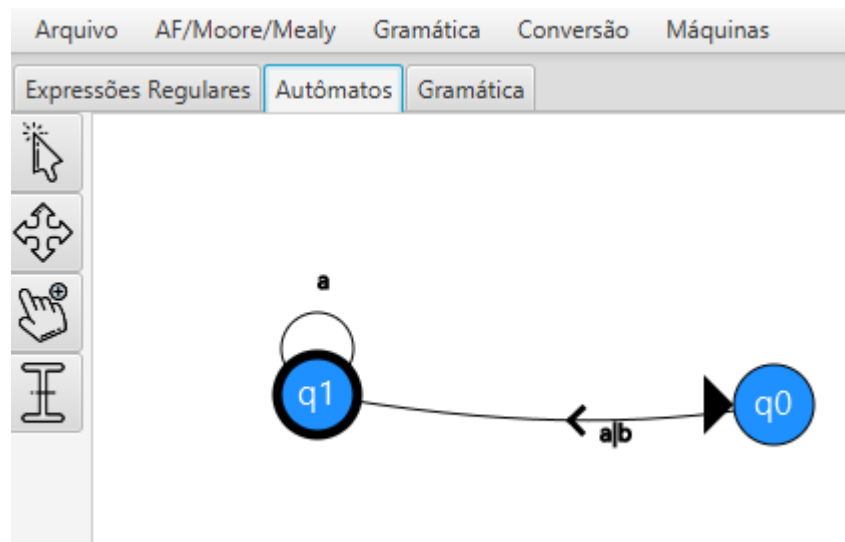 Arquivo AF/Moore/Mealy Gramática Conversão Máquinas
Expressões Regulares Autômatos Gramática
a
q1
q0
a|b